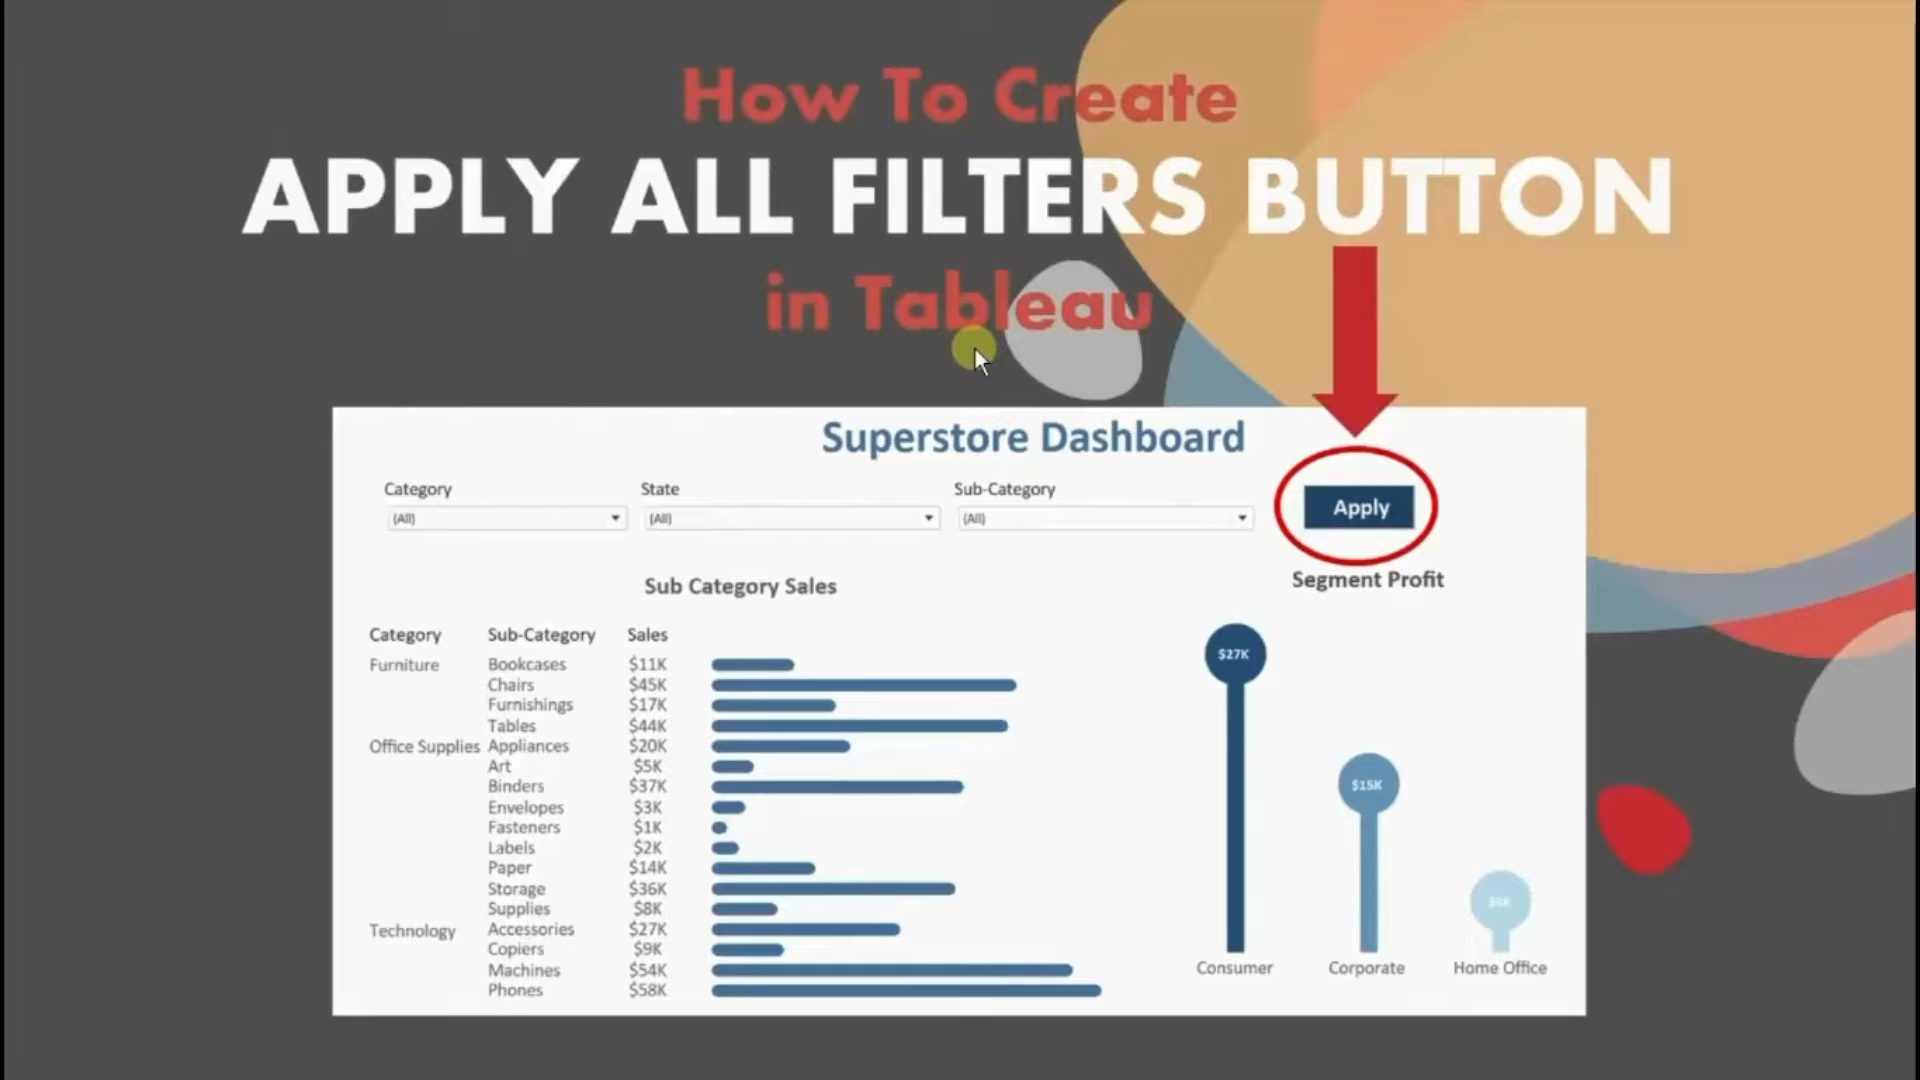 How To Create
APPLY ALL FILTERS BUTTON
in Tableau
Superstore Dashboard
Category State Sub-Category
(All) (All) (All) Apply
Sub Category Sales Segment Profit
Category Sub-Category Sales
Furniture Bookcases $11K
Chairs $45K
Furnishings $17K
Tables $44K
Office Supplies Appliances $20K
Art $5K
Binders $37K
Envelopes $3K
Fasteners $1K
Labels $2K
Paper $14K
Storage $36K
Supplies $8K
Technology Accessories $27K
Copiers $9K
Machines $54K
Phones $58K
$27K
$15K
Consumer Corporate Home Office